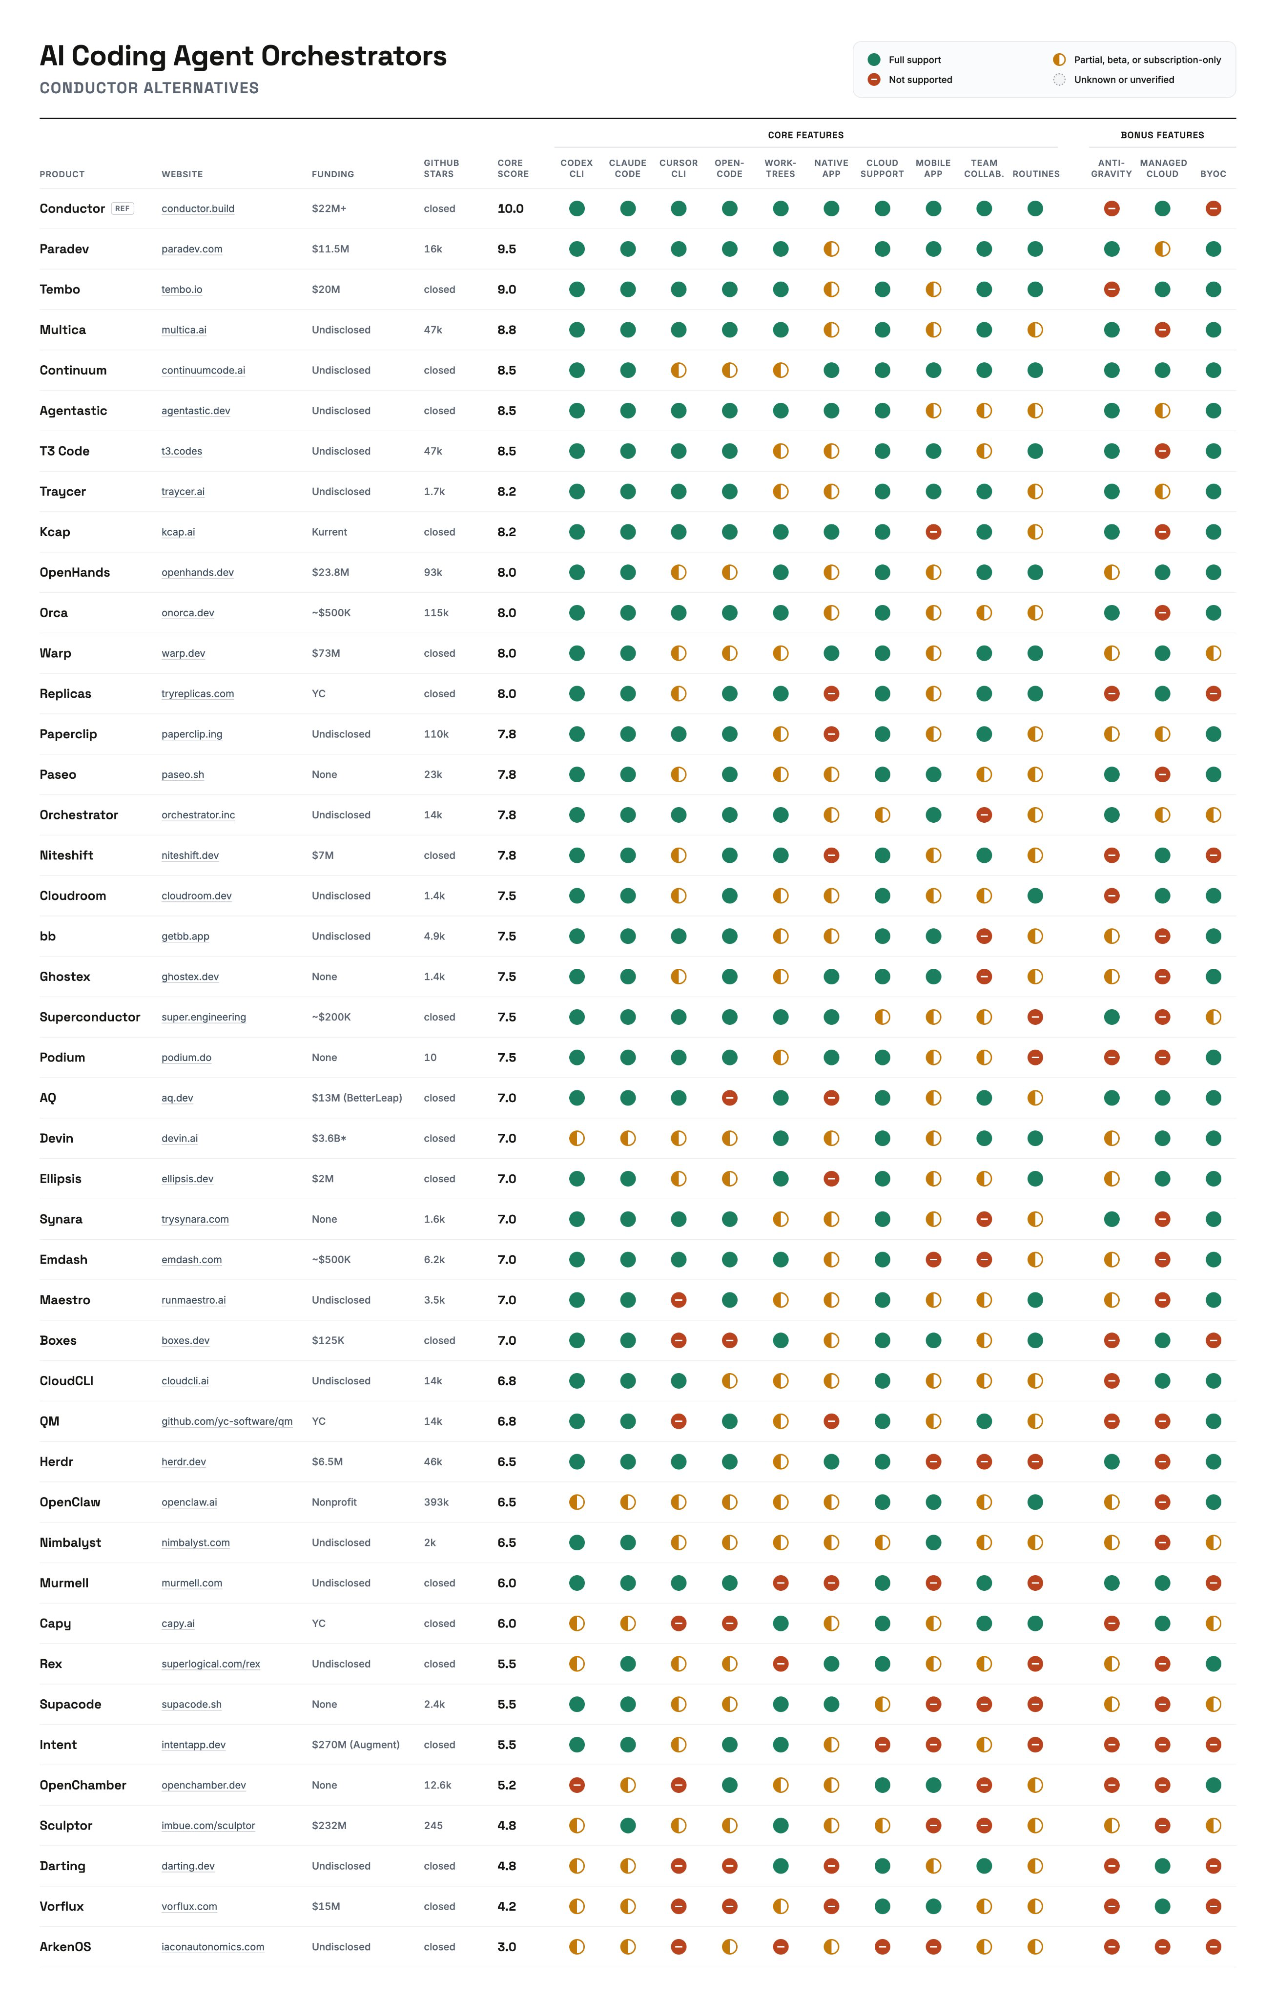 AI Coding Agent Orchestrators
CONDUCTOR ALTERNATIVES
Full support
Partial, beta, or subscription-only
Not supported
Unknown or unverified
CORE FEATURES BONUS FEATURES
PRODUCT WEBSITE FUNDING GITHUB STARS CORE SCORE CODEX CLI CLAUDE CODE CURSOR CLI OPEN-CODE WORK-TREES NATIVE APP CLOUD SUPPORT MOBILE APP TEAM COLLAB. ROUTINES ANTI-GRAVITY MANAGED CLOUD BYOC
Conductor REF conductor.build $22M+ closed 10.0
Paradev paradev.com $11.5M 16k 9.5
Tembo tembo.io $20M closed 9.0
Multica multica.ai Undisclosed 47k 8.8
Continuum continuumcode.ai Undisclosed closed 8.5
Agentastic agentastic.dev Undisclosed closed 8.5
T3 Code t3.codes Undisclosed 47k 8.5
Traycer traycer.ai Undisclosed 1.7k 8.2
Kcap kcap.ai Kurrent closed 8.2
OpenHands openhands.dev $23.8M 93k 8.0
Orca onorca.dev ~$500K 115k 8.0
Warp warp.dev $73M closed 8.0
Replicas tryreplicas.com YC closed 8.0
Paperclip paperclip.ing Undisclosed 110k 7.8
Paseo paseo.sh None 23k 7.8
Orchestrator orchestrator.inc Undisclosed 14k 7.8
Niteshift niteshift.dev $7M closed 7.8
Cloudroom cloudroom.dev Undisclosed 1.4k 7.5
bb getbb.app Undisclosed 4.9k 7.5
Ghostex ghostex.dev None 1.4k 7.5
Superconductor super.engineering ~$200K closed 7.5
Podium podium.do None 10 7.5
AQ aq.dev $13M (BetterLeap) closed 7.0
Devin devin.ai $3.6B* closed 7.0
Ellipsis ellipsis.dev $2M closed 7.0
Synara trysynara.com None 1.6k 7.0
Emdash emdash.com ~$500K 6.2k 7.0
Maestro runmaestro.ai Undisclosed 3.5k 7.0
Boxes boxes.dev $125K closed 7.0
CloudCLI cloudcli.ai Undisclosed 14k 6.8
QM github.com/yc-software/qm YC 14k 6.8
Herdr herdr.dev $6.5M 46k 6.5
OpenClaw openclaw.ai Nonprofit 393k 6.5
Nimbalyst nimbalyst.com Undisclosed 2k 6.5
Murmell murmell.com Undisclosed closed 6.0
Capy capy.ai YC closed 6.0
Rex superlogical.com/rex Undisclosed closed 5.5
Supacode supacode.sh None 2.4k 5.5
Intent intentapp.dev $270M (Augment) closed 5.5
OpenChamber openchamber.dev None 12.6k 5.2
Sculptor imbue.com/sculptor $232M 245 4.8
Darting darting.dev Undisclosed closed 4.8
Vorflux vorflux.com $15M closed 4.2
ArkenOS iaconautonomics.com Undisclosed closed 3.0